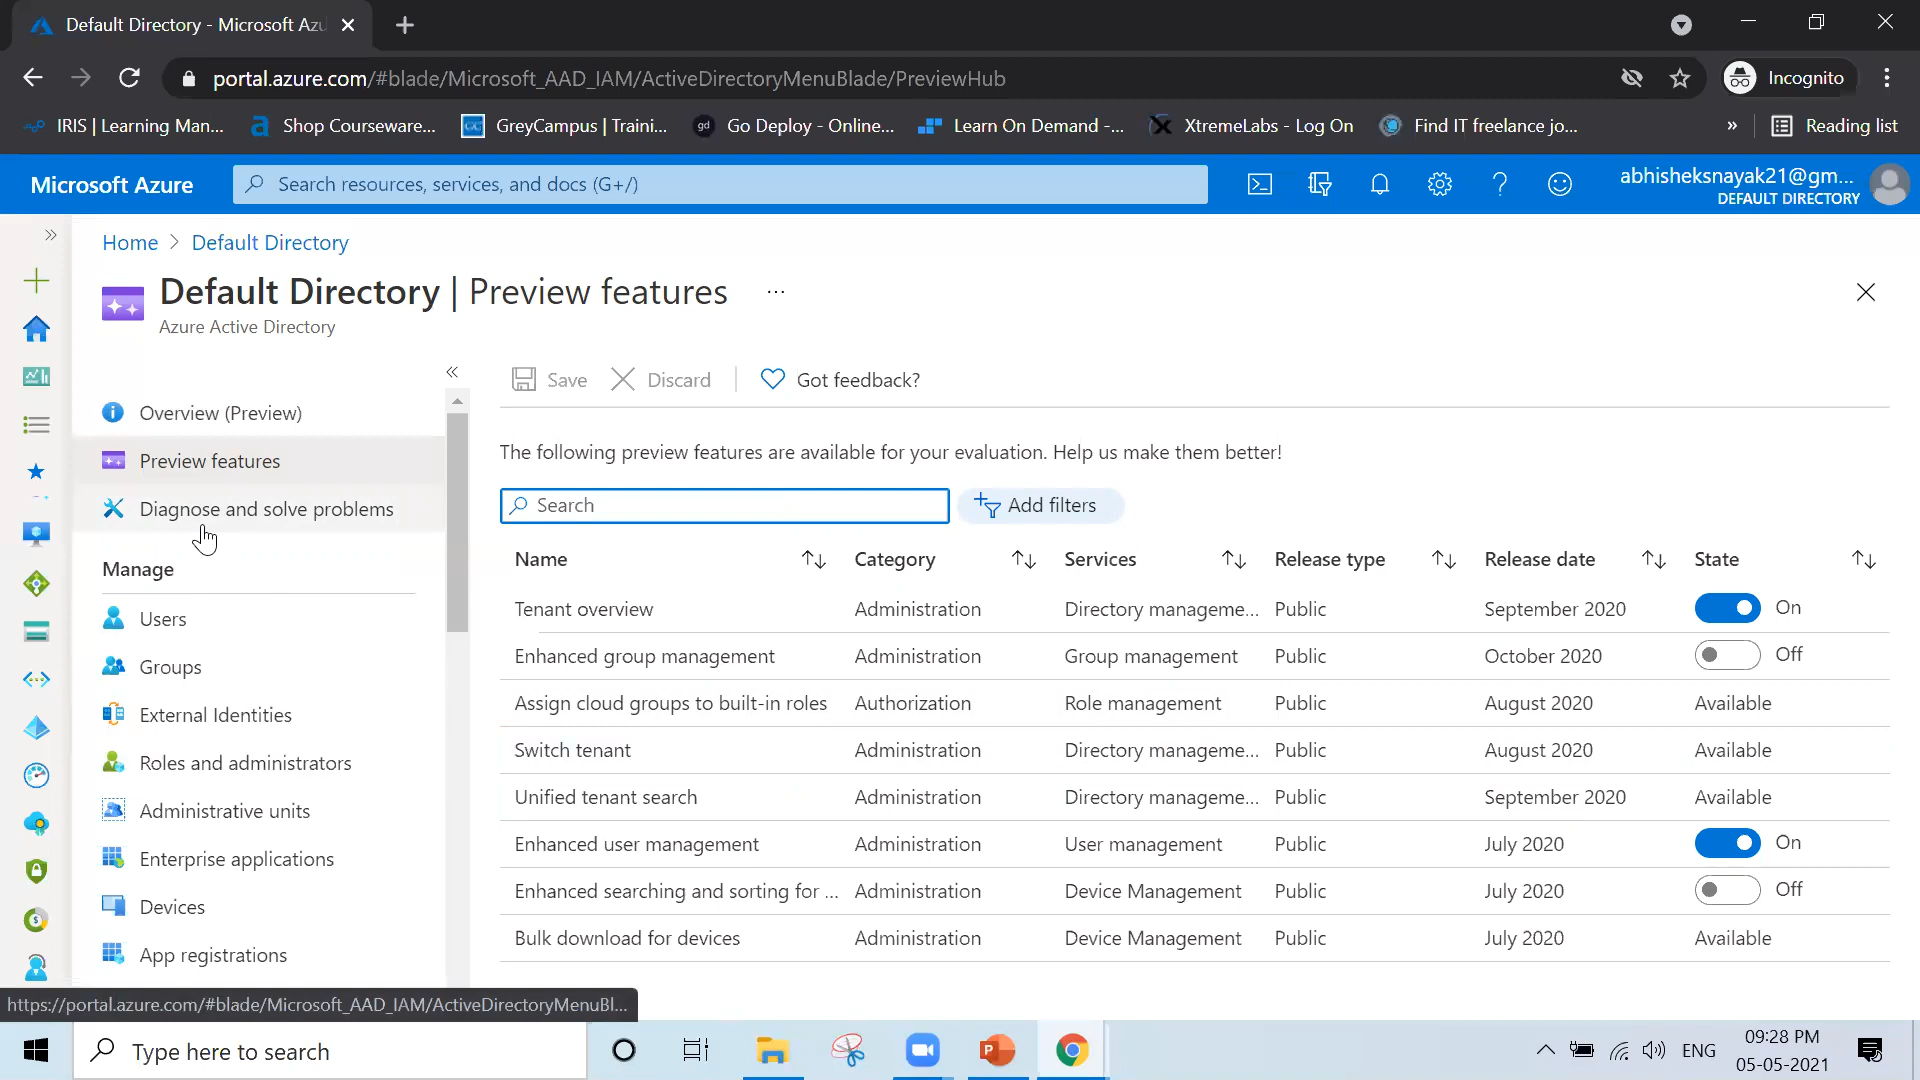 Default Directory - Microsoft Azu
portal.azure.com/#blade/Microsoft_AAD_IAM/ActiveDirectoryMenuBlade/PreviewHub
Incognito
IRIS | Learning Man...
Shop Courseware...
GreyCampus | Traini...
gd
Go Deploy - Online...
Learn On Demand -...
XtremeLabs - Log On
Find IT freelance jo...
»
Reading list
Microsoft Azure
Search resources, services, and docs (G+/)
abhisheksnayak21@gm...
DEFAULT DIRECTORY
Home > Default Directory
Default Directory | Preview features ...
Azure Active Directory
Overview (Preview)
Preview features
Diagnose and solve problems
Manage
Users
Groups
External Identities
Roles and administrators
Administrative units
Enterprise applications
Devices
App registrations
Save
Discard
Got feedback?
The following preview features are available for your evaluation. Help us make them better!
Search
Add filters
Name Category Services Release type Release date State
Tenant overview Administration Directory manageme... Public September 2020 On
Enhanced group management Administration Group management Public October 2020 Off
Assign cloud groups to built-in roles Authorization Role management Public August 2020 Available
Switch tenant Administration Directory manageme... Public August 2020 Available
Unified tenant search Administration Directory manageme... Public September 2020 Available
Enhanced user management Administration User management Public July 2020 On
Enhanced searching and sorting for ... Administration Device Management Public July 2020 Off
Bulk download for devices Administration Device Management Public July 2020 Available
https://portal.azure.com/#blade/Microsoft_AAD_IAM/ActiveDirectoryMenuBl...
Type here to search
ENG
09:28 PM
05-05-2021